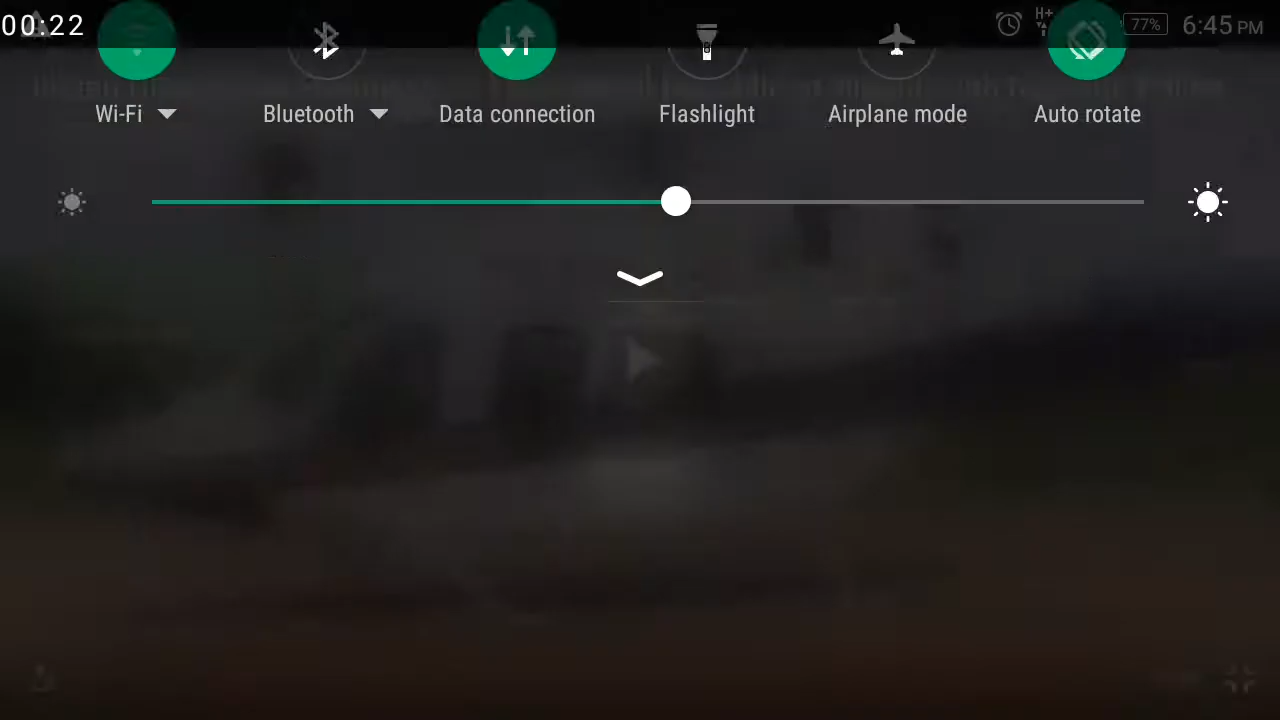 00:22
H+
77%
6:45 PM
Wi-Fi
Bluetooth
Data connection
Flashlight
Airplane mode
Auto rotate